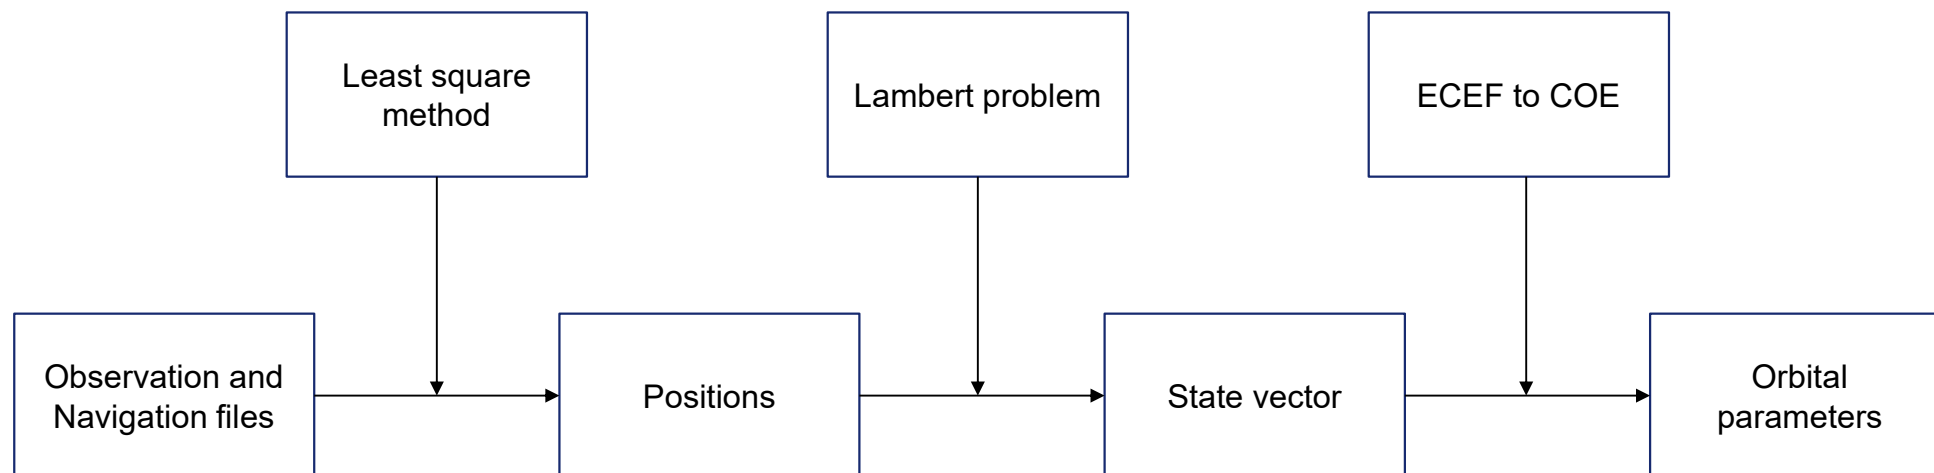 Least square
method
Lambert problem
ECEF to COE
Observation and
Navigation files
Positions
State vector
Orbital
parameters